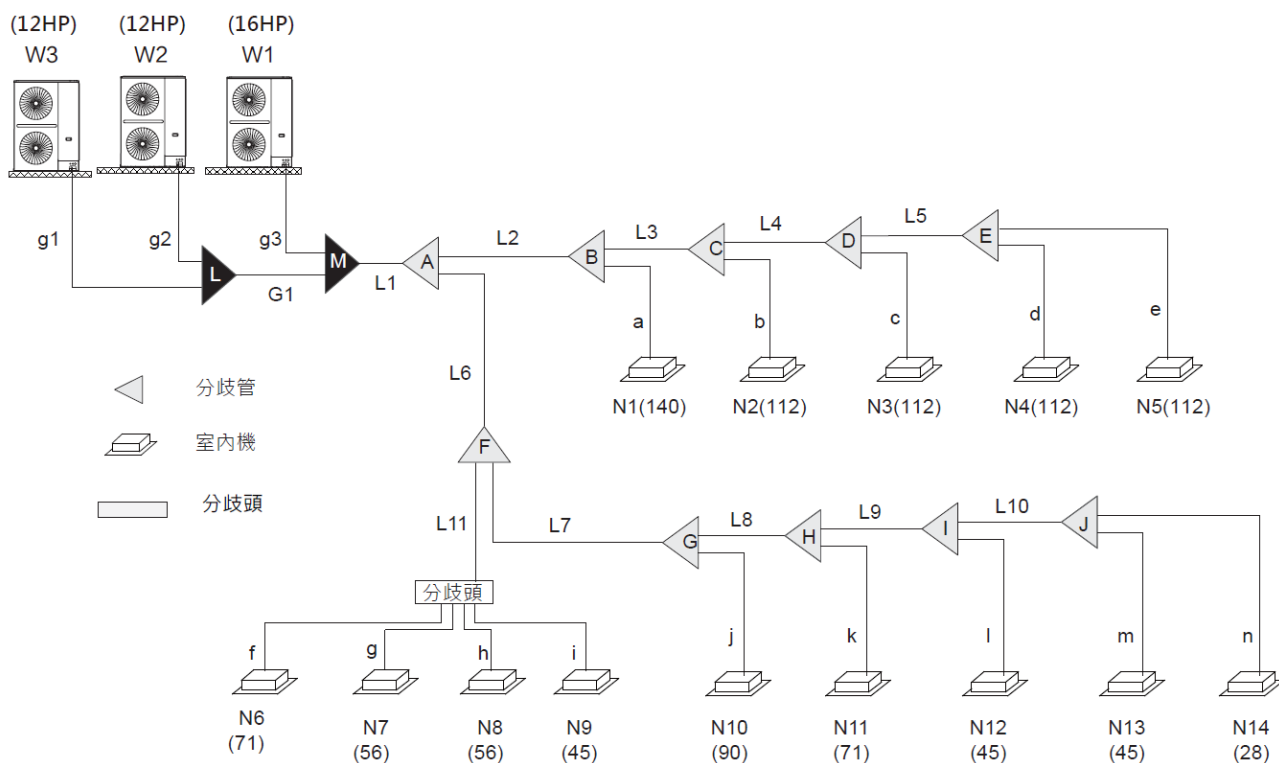 (12HP) (12HP) (16HP)
W3 W2 W1
g1 g2 g3
L M A B C D E
G1 L1 L2 L3 L4 L5
a b c d e
N1(140) N2(112) N3(112) N4(112) N5(112)
分歧管
室內機
分歧頭
L6
F
L11 L7 L8 L9 L10
G H I J
分歧頭
f g h i j k l m n
N6 N7 N8 N9 N10 N11 N12 N13 N14
(71) (56) (56) (45) (90) (71) (45) (45) (28)